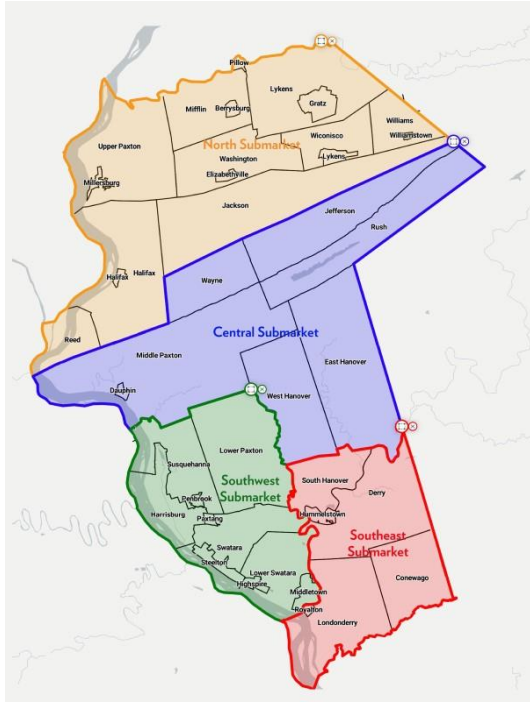 Pillow
Lykens
Mifflin
Berrysburg
Gratz
Williams
Upper Paxton
North Submarket
Wiconisco
Williamstown
Washington
Lykens
Elizabethville
Millersburg
Jackson
Jefferson
Rush
Halifax
Halifax
Wayne
Reed
Central Submarket
Middle Paxton
East Hanover
Dauphin
West Hanover
Lower Paxton
Susquehanna
Southwest
Submarket
South Hanover
Derry
Penbrook
Harrisburg
Paxtang
Hummelstown
Southeast
Submarket
Swatara
Steelton
Lower Swatara
Highspire
Conewago
Middletown
Royalton
Londonderry